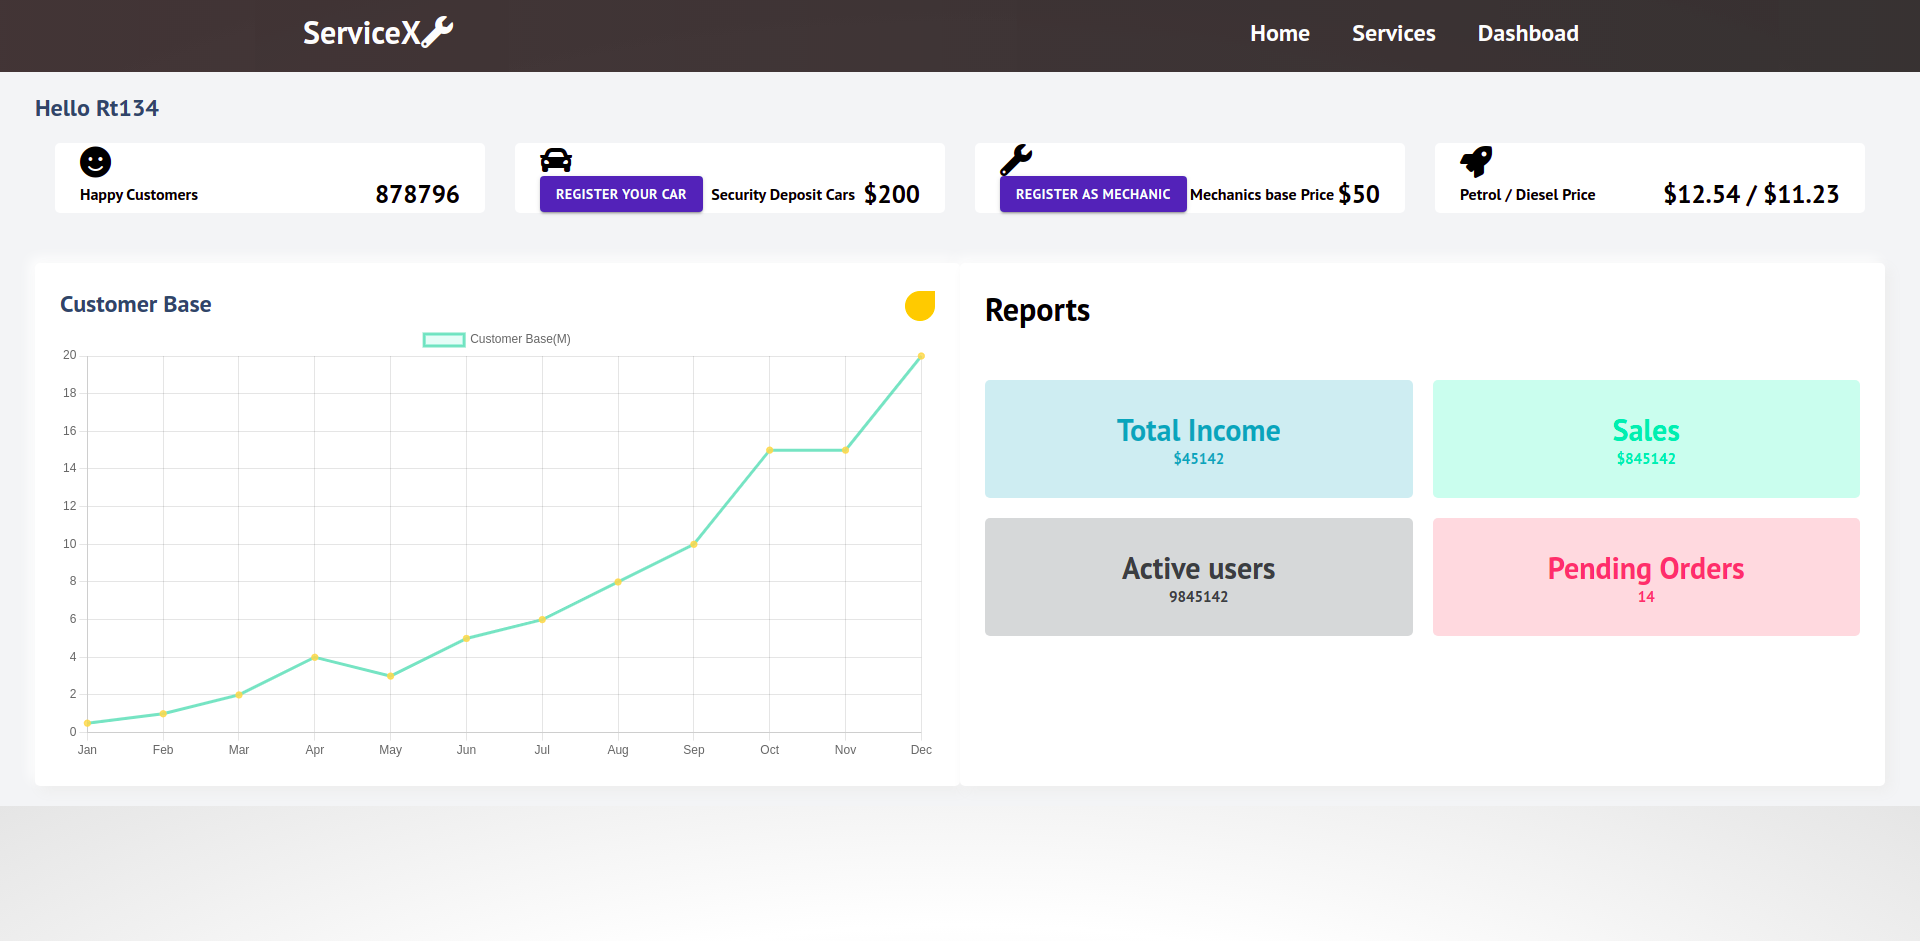 ServiceX
Home Services Dashboad
Hello Rt134
Happy Customers 878796
REGISTER YOUR CAR Security Deposit Cars $200
REGISTER AS MECHANIC Mechanics base Price $50
Petrol / Diesel Price $12.54 / $11.23
Customer Base
Customer Base(M)
20
18
16
14
12
10
8
6
4
2
0
Jan Feb Mar Apr May Jun Jul Aug Sep Oct Nov Dec
Reports
Total Income
$45142
Sales
$845142
Active users
9845142
Pending Orders
14